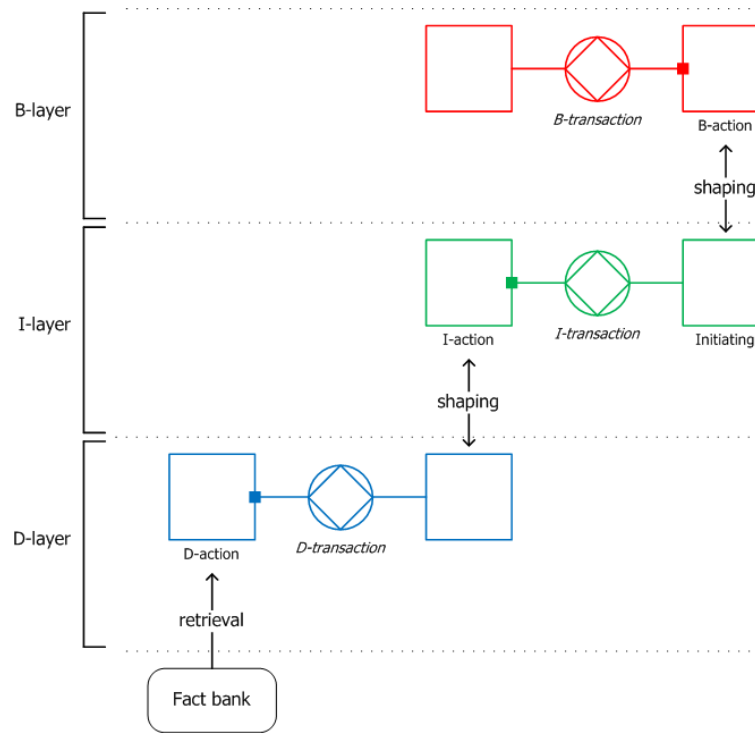 B-layer
B-transaction
B-action
shaping
I-layer
I-action
I-transaction
Initiating
shaping
D-layer
D-action
D-transaction
retrieval
Fact bank